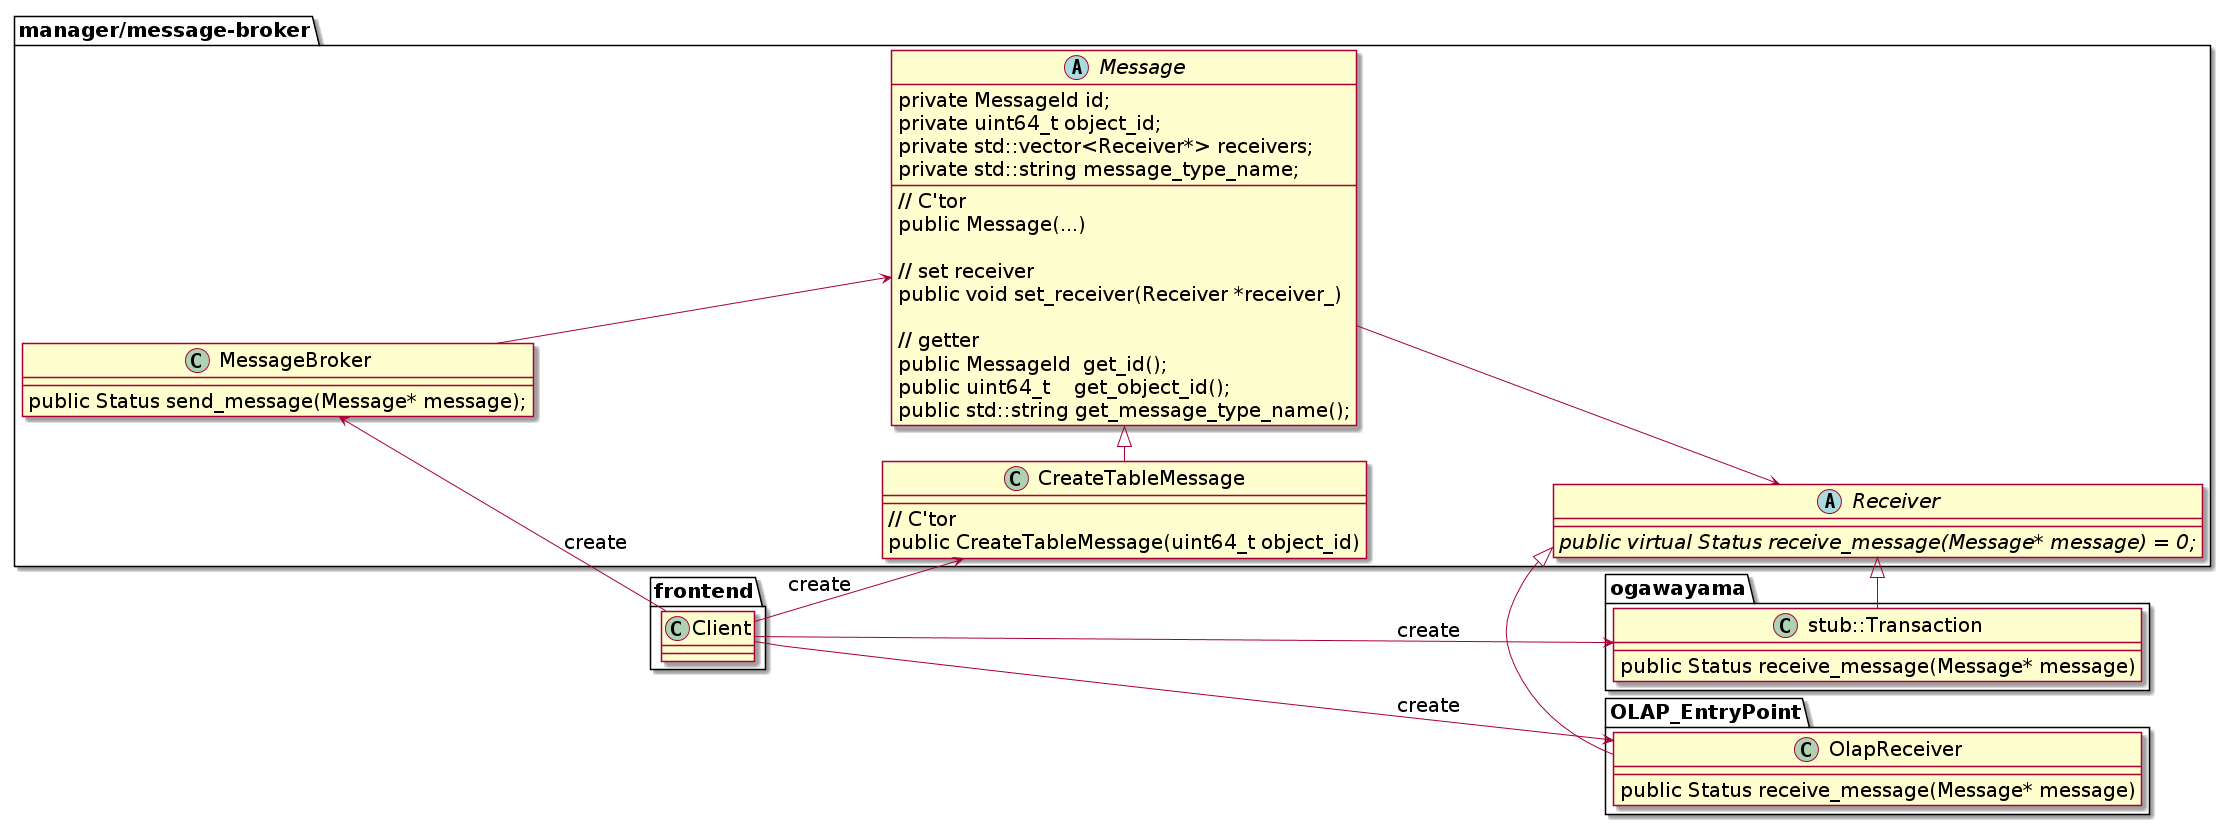 manager/message-broker
A Message
private MessageId id;
private uint64_t object_id;
private std::vector<Receiver*> receivers;
private std::string message_type_name;
// C'tor
public Message(...)
// set receiver
public void set_receiver(Receiver *receiver_)
// getter
public MessageId  get_id();
public uint64_t    get_object_id();
public std::string get_message_type_name();
C MessageBroker
public Status send_message(Message* message);
C CreateTableMessage
// C'tor
public CreateTableMessage(uint64_t object_id)
A Receiver
public virtual Status receive_message(Message* message) = 0;
create
create
frontend
C Client
create
create
ogawayama
C stub::Transaction
public Status receive_message(Message* message)
OLAP_EntryPoint
C OlapReceiver
public Status receive_message(Message* message)